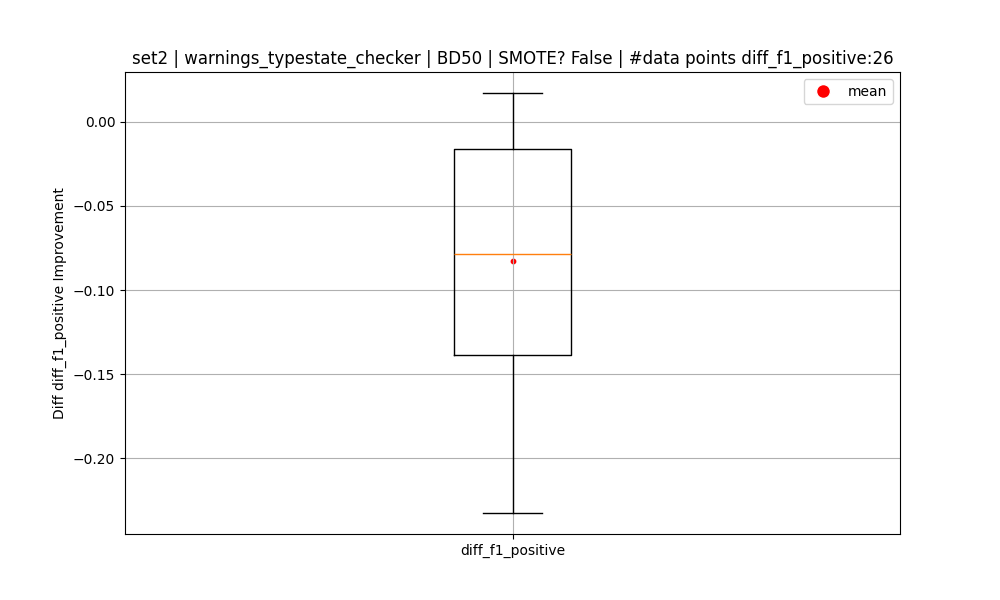 set2 | warnings_typestate_checker | BD50 | SMOTE? False | #data points diff_f1_positive:26
mean
0.00
−0.05
−0.10
−0.15
−0.20
Diff diff_f1_positive Improvement
diff_f1_positive